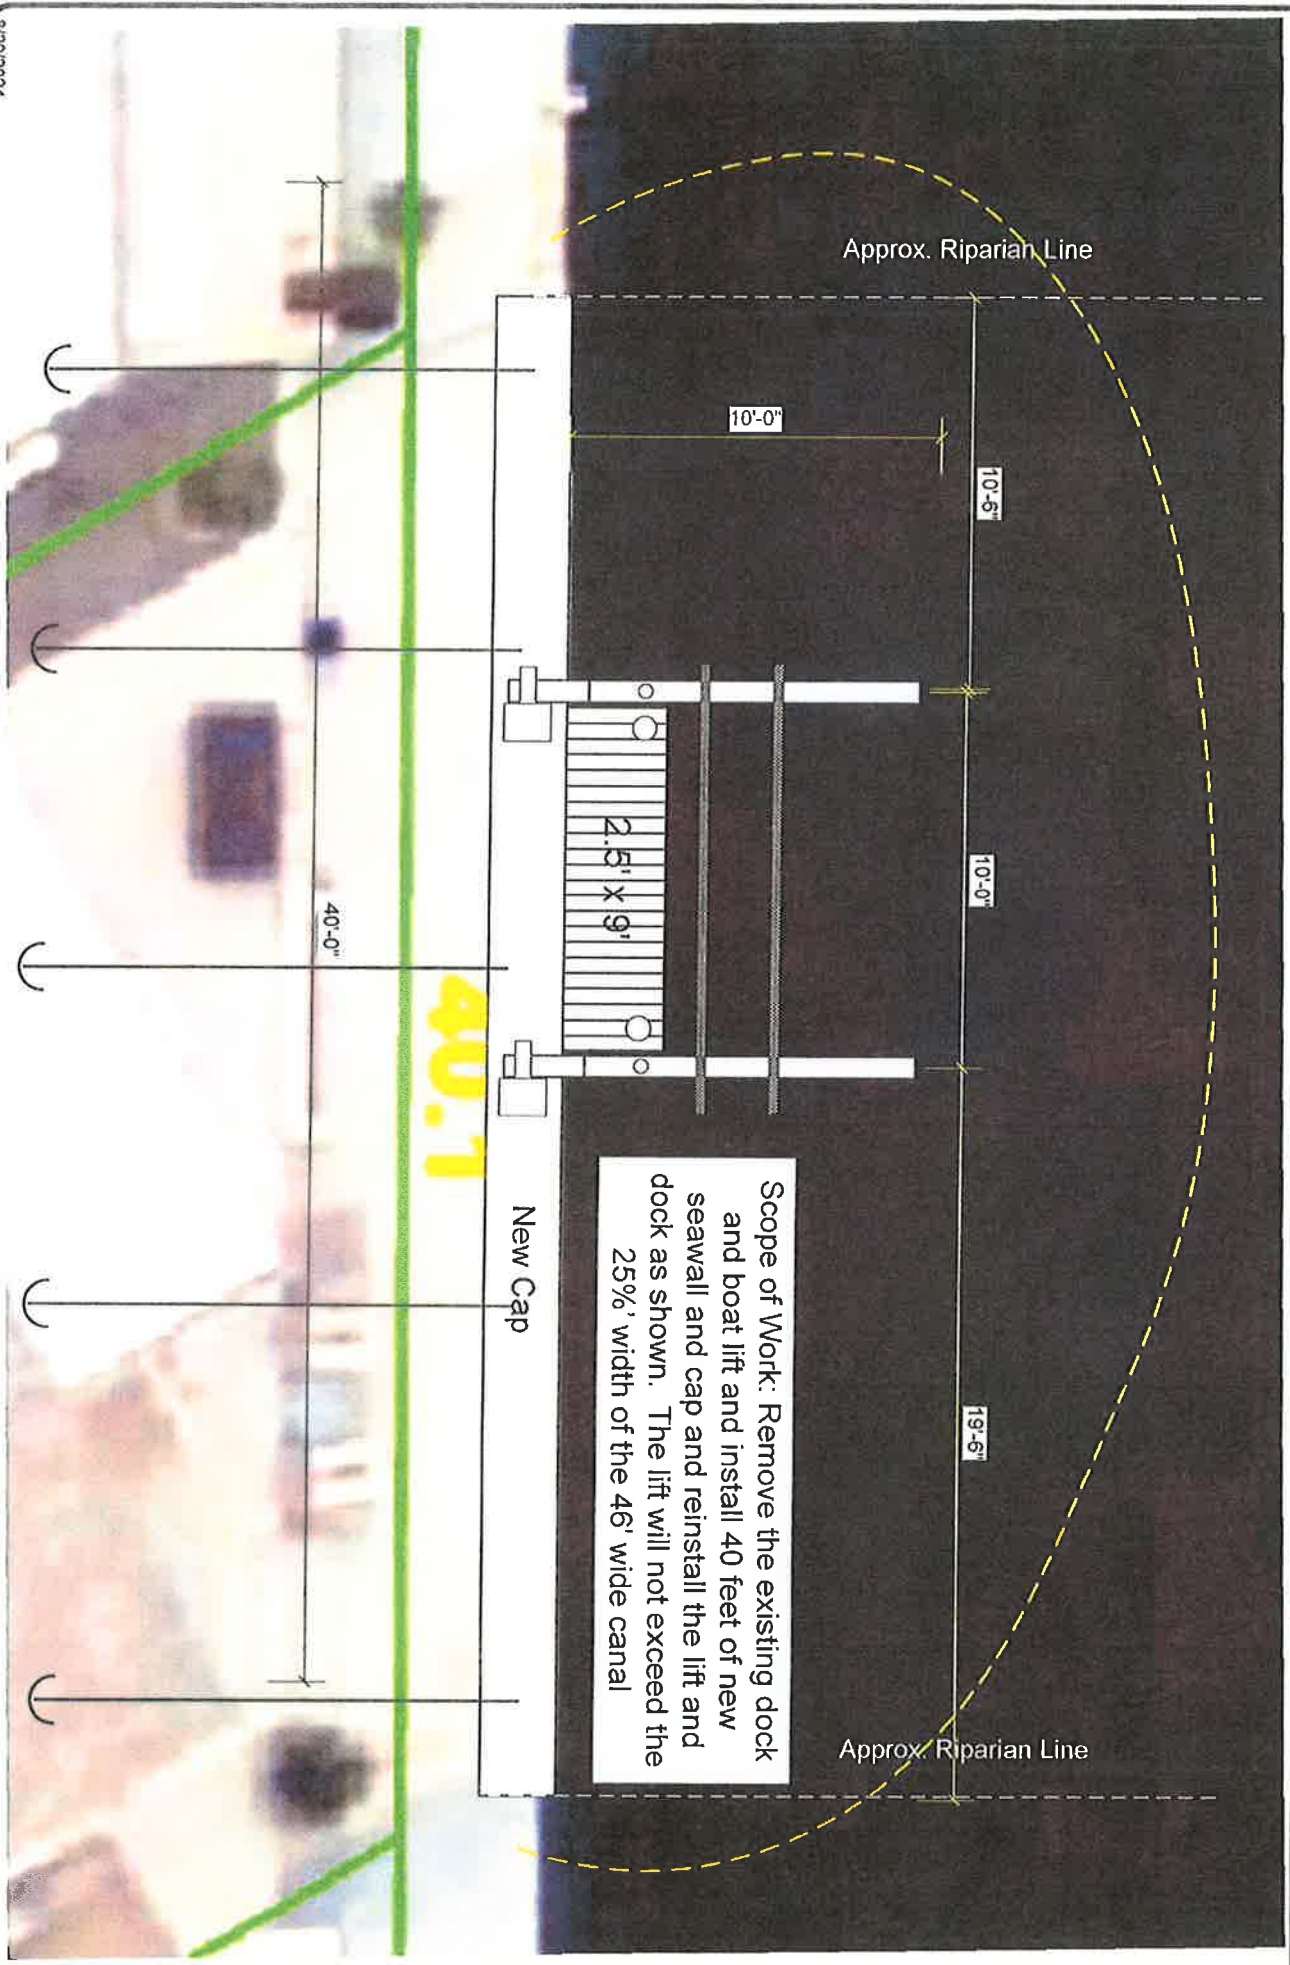 Approx. Riparian Line
10'-0"
10'-6"
10'-0"
19'-6"
2.5' x 9'
40'-0"
40.1
New Cap
Scope of Work: Remove the existing dock
and boat lift and install 40 feet of new
seawall and cap and reinstall the lift and
dock as shown. The lift will not exceed the
25%' width of the 46' wide canal
Approx. Riparian Line